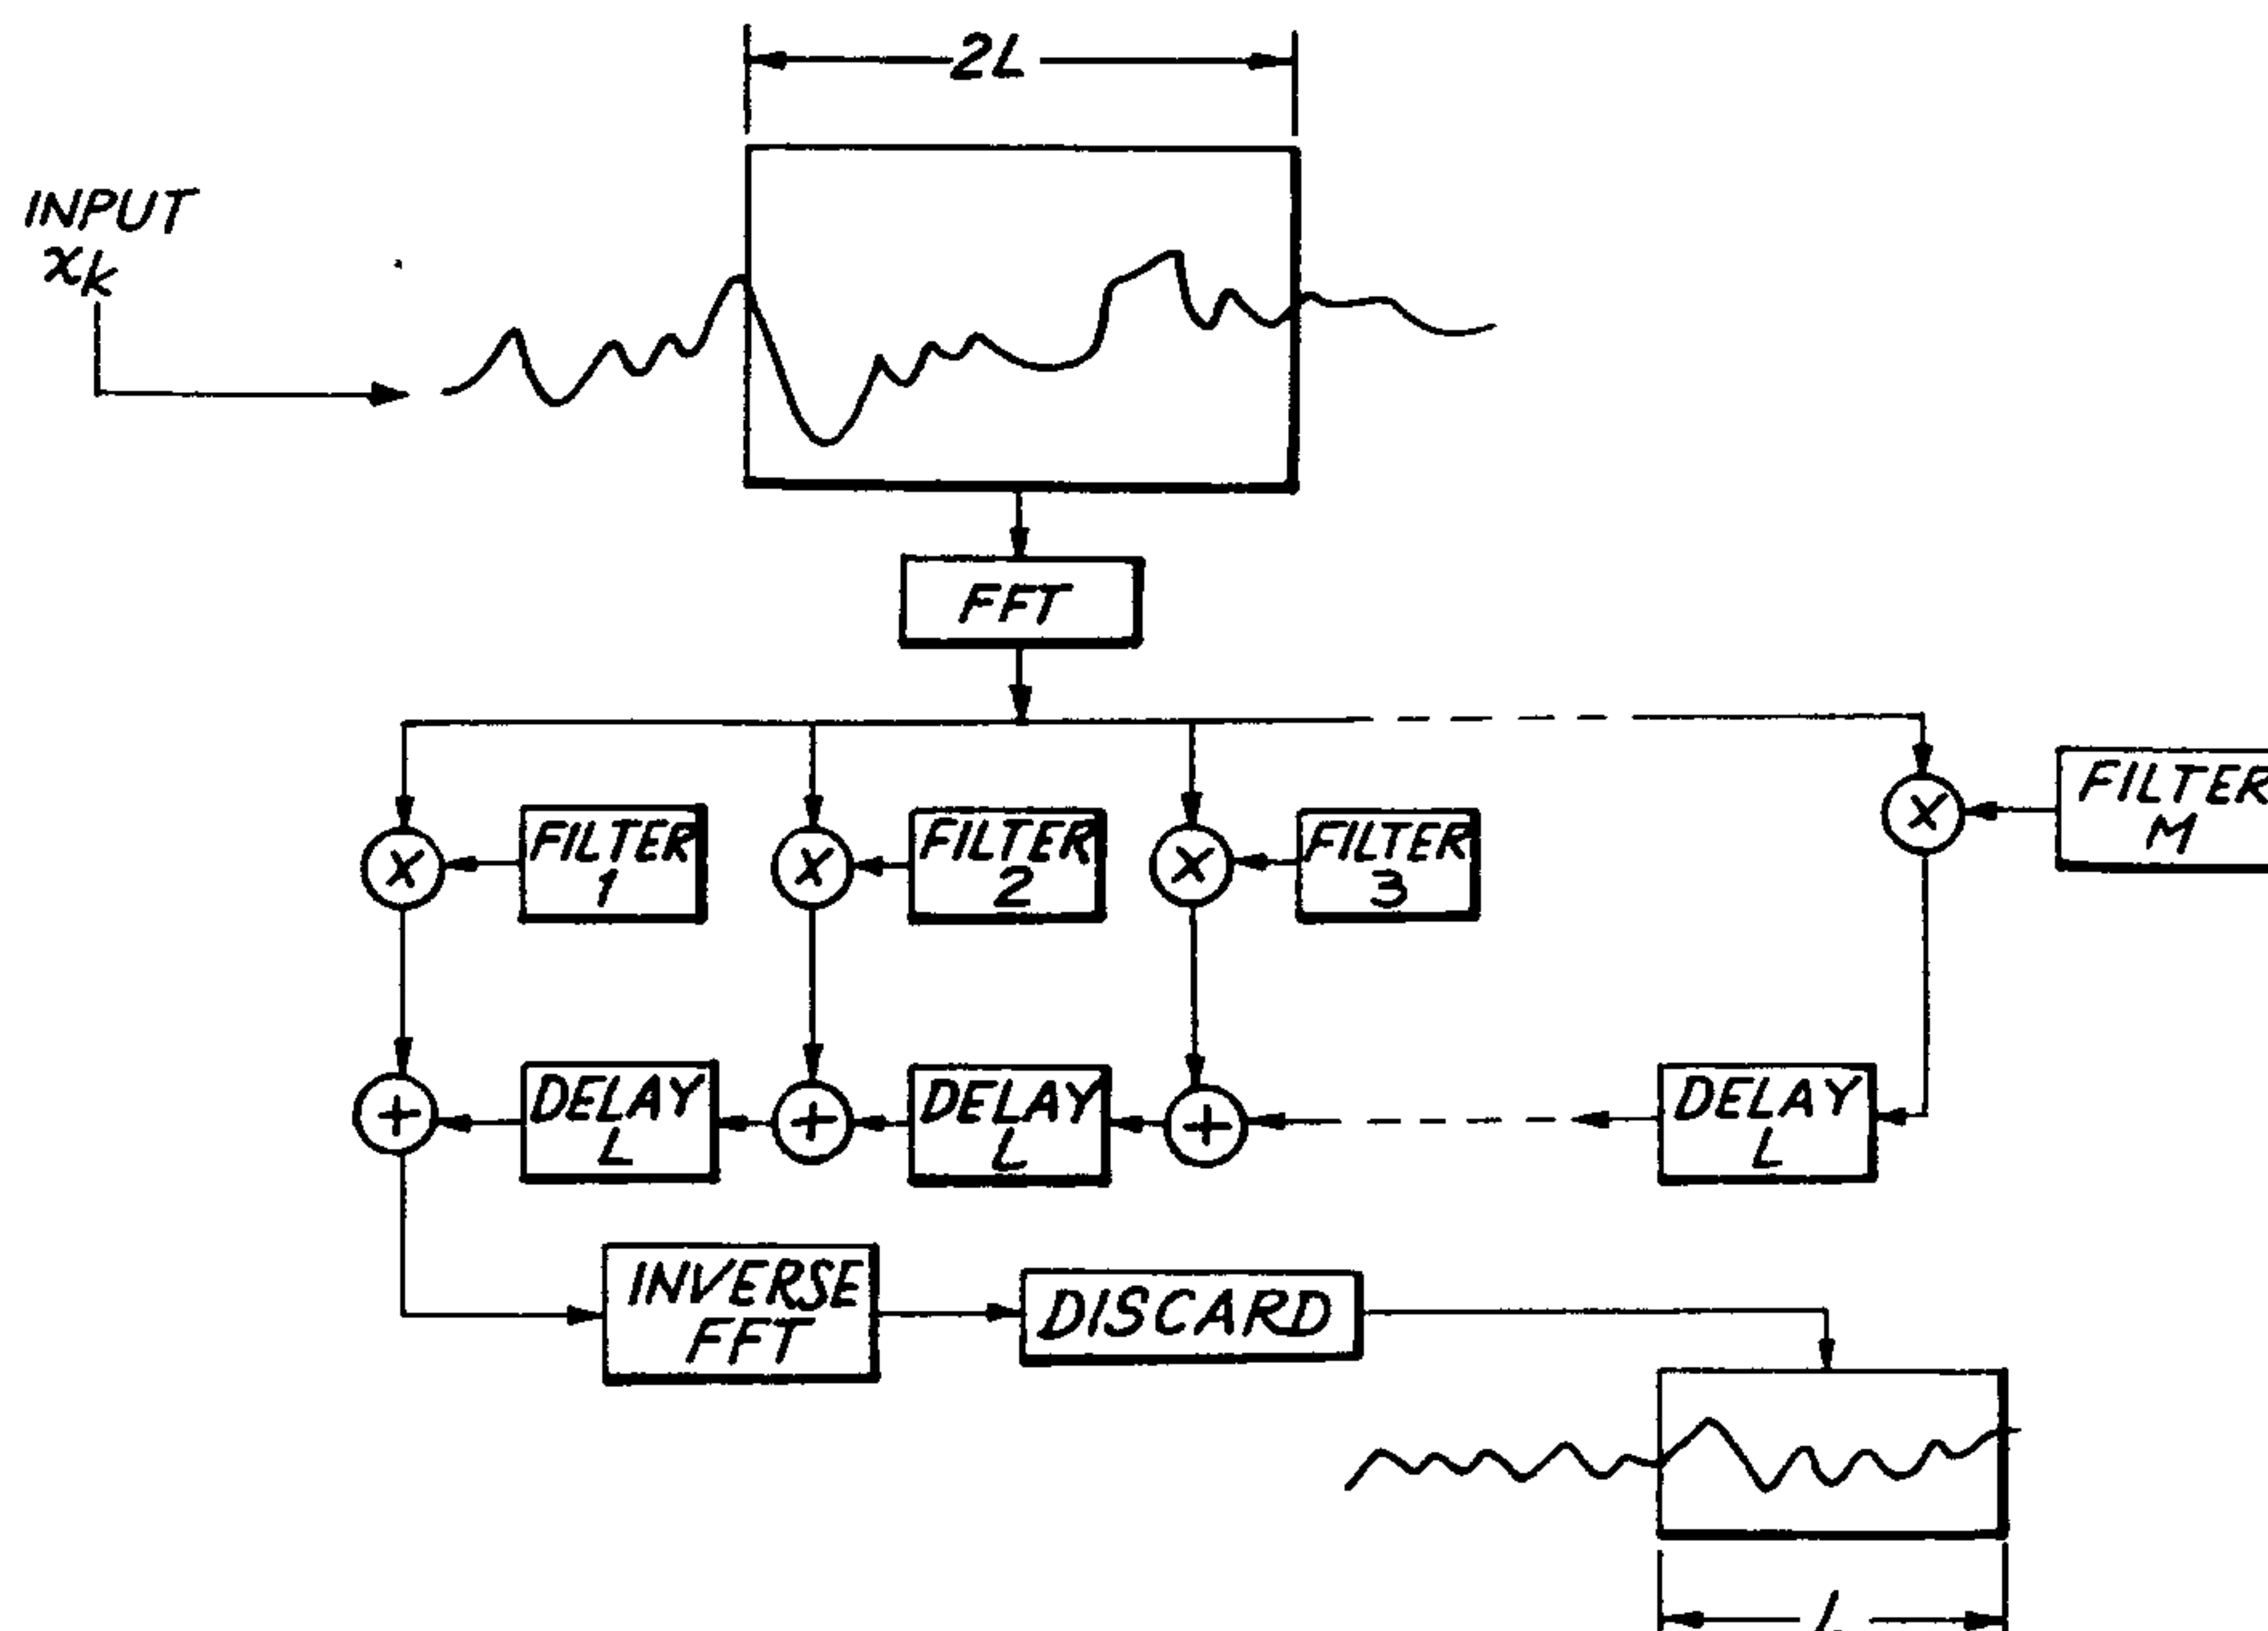 2L
INPUT
xk
FFT
FILTER
1
FILTER
2
FILTER
3
FILTER
M
X
X
X
X
DELAY
L
DELAY
L
DELAY
L
+
+
+
INVERSE
FFT
DISCARD